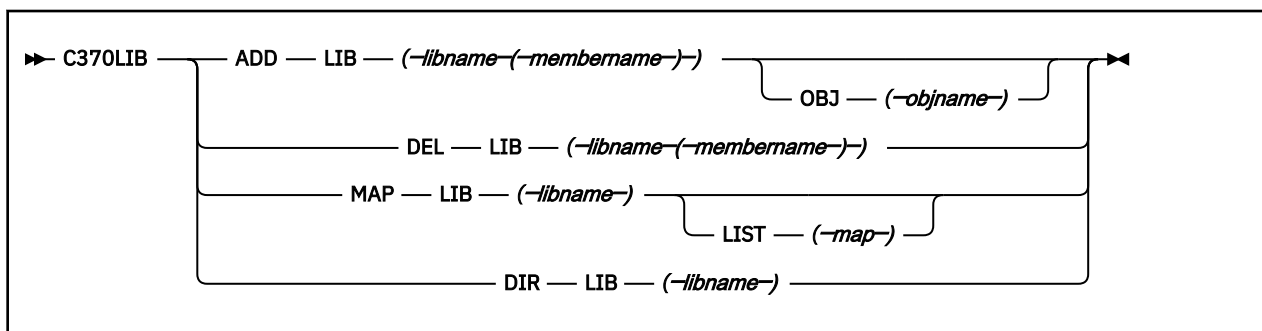 C370LIB ADD LIB ( libname ( membername ) )
OBJ ( objname )
DEL LIB ( libname ( membername ) )
MAP LIB ( libname )
LIST ( map )
DIR LIB ( libname )